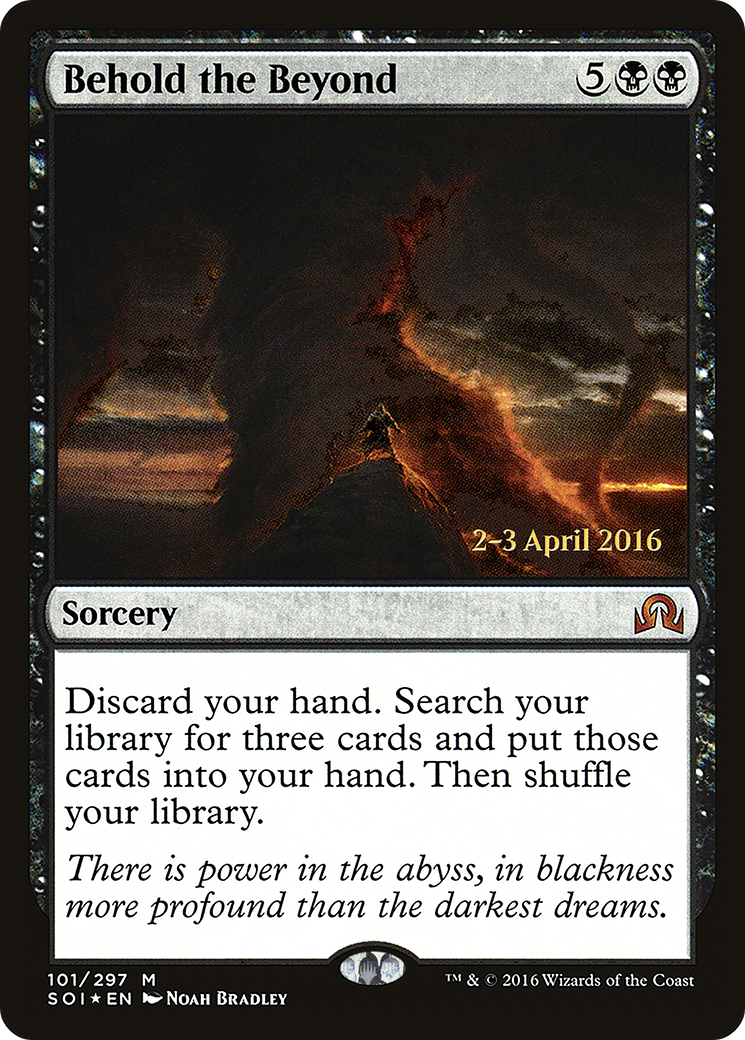 Behold the Beyond 5
2–3 April 2016
Sorcery
Discard your hand. Search your
library for three cards and put those
cards into your hand. Then shuffle
your library.
There is power in the abyss, in blackness
more profound than the darkest dreams.
101/297 M
SOI★EN Noah Bradley
™ & © 2016 Wizards of the Coast